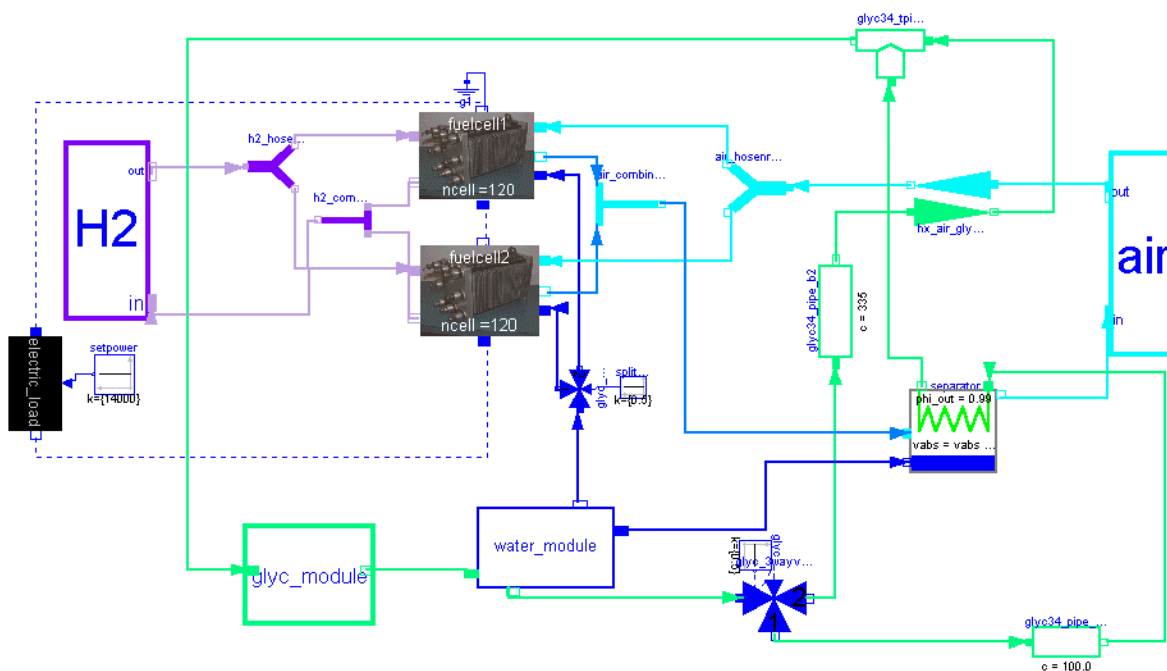 glyc34_tpi...
g1
fuelcell1
h2_hose...
out
air_hosenr...
ncell =120
air_combin...
h2_com...
out
H2
hx_air_gly...
air
fuelcell2
glyc34_pipe_b2
c = 335
in
ncell =120
in
electric_load
setpower
k={14000}
split...
separator
phi_out = 0.99
vabs = vabs ...
water_module
glyc_module
glyc_3wayv...
2
1
glyc34_pipe_...
c = 100.0